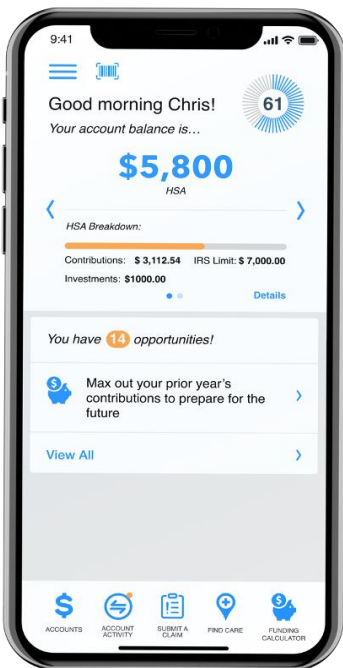 9:41
Good morning Chris!
61
Your account balance is...
$5,800
HSA
HSA Breakdown:
Contributions: $ 3,112.54 IRS Limit: $ 7,000.00
Investments: $1000.00
Details
You have 14 opportunities!
Max out your prior year's
contributions to prepare for the
future
View All
ACCOUNTS
ACCOUNT
ACTIVITY
SUBMIT A
CLAIM
FIND CARE
FUNDING
CALCULATOR